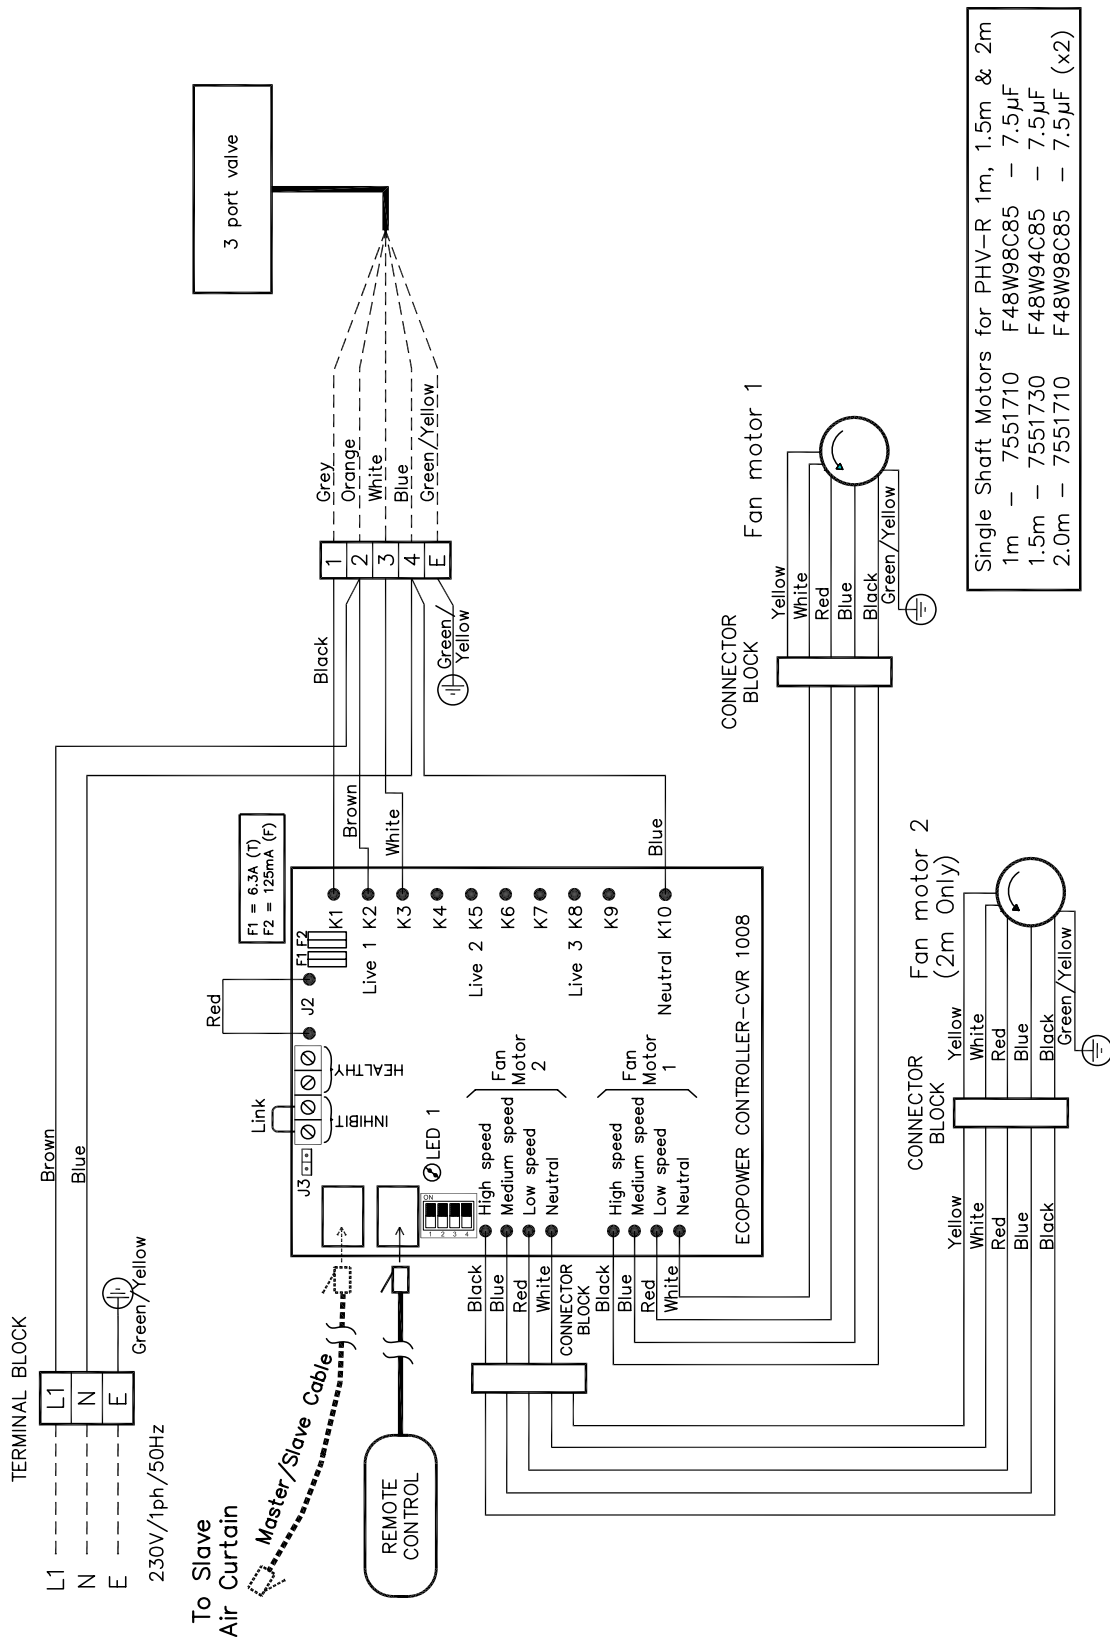 TERMINAL BLOCK
L1
N
E
L1
N
E
230V/1ph/50Hz
Green/Yellow
Brown
Blue
To Slave
Air Curtain
Master/Slave Cable
REMOTE
CONTROL
Link
Red
F1 = 6.3A (T)
F2 = 125mA (F)
J3
INHIBIT
HEALTHY
J2
F1
F2
LED 1
ON
1 2 3 4
High speed
Medium speed
Low speed
Neutral
Fan
Motor
2
High speed
Medium speed
Low speed
Neutral
Fan
Motor
1
K1
Live 1 K2
K3
K4
Live 2 K5
K6
K7
Live 3 K8
K9
Neutral K10
ECOPOWER CONTROLLER-CVR 1008
Black
Brown
White
Blue
Green/
Yellow
1
2
3
4
E
Grey
Orange
White
Blue
Green/Yellow
3 port valve
Black
Blue
Red
White
CONNECTOR
BLOCK
Black
Blue
Red
White
CONNECTOR
BLOCK
Yellow
White
Red
Blue
Black
Green/Yellow
Fan motor 1
Yellow
White
Red
Blue
Black
CONNECTOR
BLOCK
Yellow
White
Red
Blue
Black
Green/Yellow
Fan motor 2
(2m Only)
Single Shaft Motors for PHV-R 1m, 1.5m & 2m
1m - 7551710 F48W98C85 - 7.5µF
1.5m - 7551730 F48W94C85 - 7.5µF
2.0m - 7551710 F48W98C85 - 7.5µF (x2)